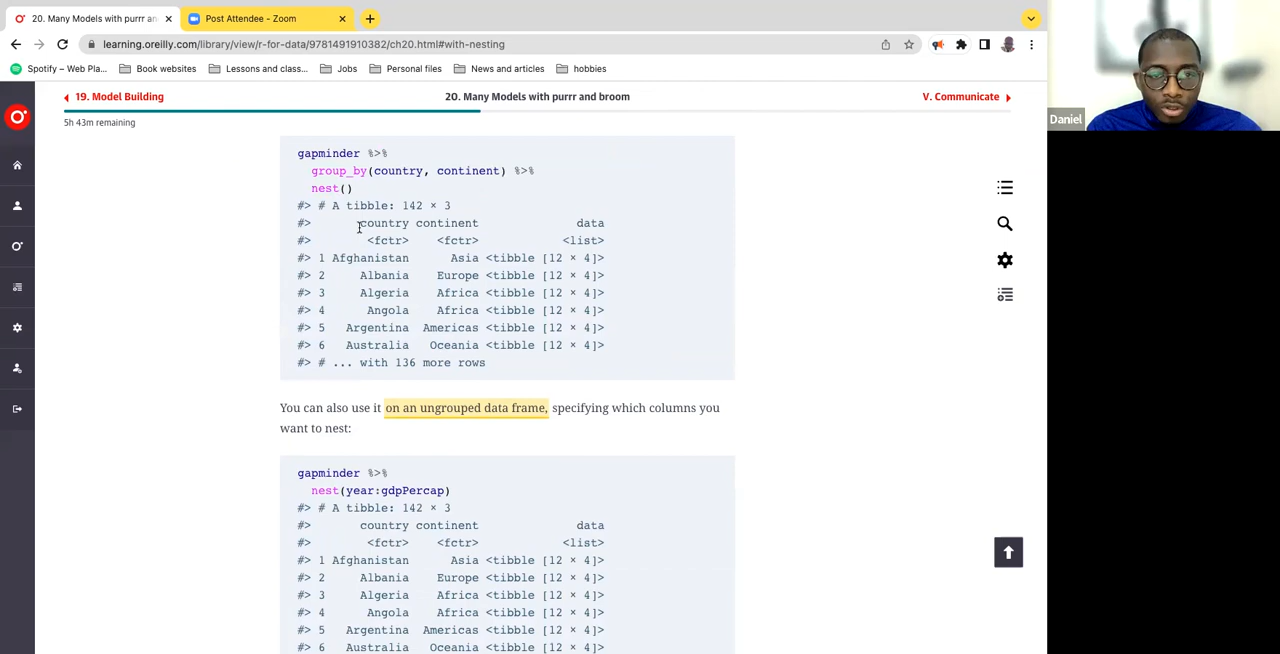 20. Many Models with purrr an
Post Attendee - Zoom
learning.oreilly.com/library/view/r-for-data/9781491910382/ch20.html#with-nesting
Spotify – Web Pla...
Book websites
Lessons and class...
Jobs
Personal files
News and articles
hobbies
19. Model Building
20. Many Models with purrr and broom
V. Communicate
5h 43m remaining
Daniel
gapminder %>%
group_by(country, continent) %>%
nest()
#> # A tibble: 142 × 3
#> country continent data
#> <fctr> <fctr> <list>
#> 1 Afghanistan Asia <tibble [12 × 4]>
#> 2 Albania Europe <tibble [12 × 4]>
#> 3 Algeria Africa <tibble [12 × 4]>
#> 4 Angola Africa <tibble [12 × 4]>
#> 5 Argentina Americas <tibble [12 × 4]>
#> 6 Australia Oceania <tibble [12 × 4]>
#> # ... with 136 more rows
You can also use it on an ungrouped data frame, specifying which columns you
want to nest:
gapminder %>%
nest(year:gdpPercap)
#> # A tibble: 142 × 3
#> country continent data
#> <fctr> <fctr> <list>
#> 1 Afghanistan Asia <tibble [12 × 4]>
#> 2 Albania Europe <tibble [12 × 4]>
#> 3 Algeria Africa <tibble [12 × 4]>
#> 4 Angola Africa <tibble [12 × 4]>
#> 5 Argentina Americas <tibble [12 × 4]>
#> 6 Australia Oceania <tibble [12 × 4]>